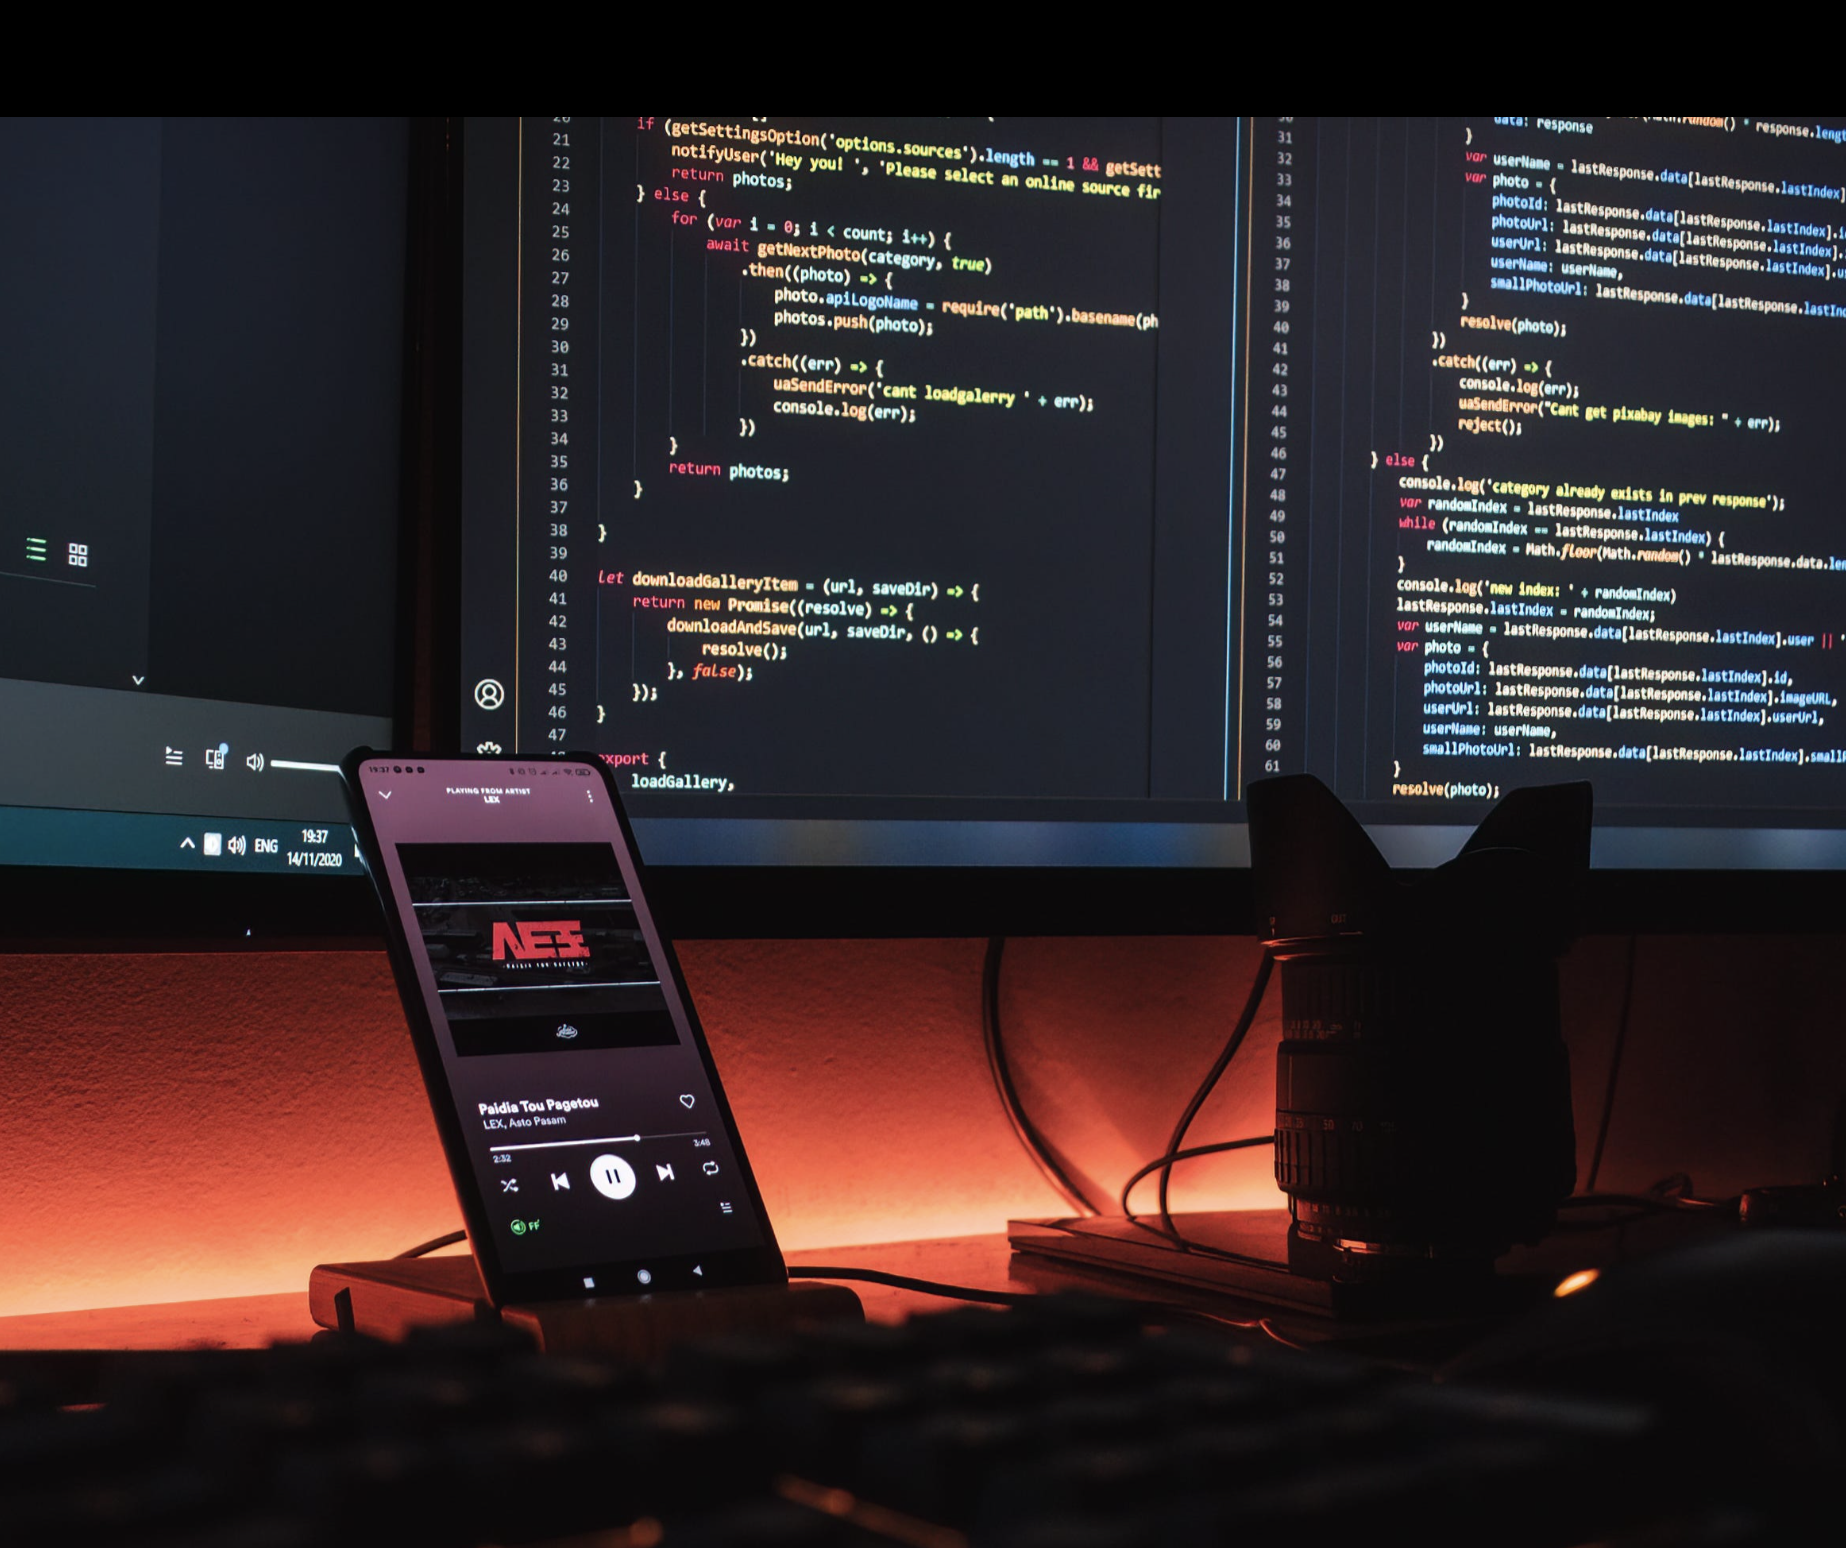 21
22
23
24
25
26
27
28
29
30
31
32
33
34
35
36
37
38
39
40
41
42
43
44
45
46
47
if (getSettingsOption('options.sources').length == 1 && getSett
notifyUser('Hey you! ', 'Please select an online source fir
return photos;
} else {
for (var i = 0; i < count; i++) {
await getNextPhoto(category, true)
.then((photo) => {
photo.apiLogoName = require('path').basename(ph
photos.push(photo);
})
.catch((err) => {
uaSendError('cant loadgalerry ' + err);
console.log(err);
})
}
return photos;
}
}
let downloadGalleryItem = (url, saveDir) => {
return new Promise((resolve) => {
downloadAndSave(url, saveDir, () => {
resolve();
}, false);
});
}
export {
loadGallery,
31
32
33
34
35
36
37
38
39
40
41
42
43
44
45
46
47
48
49
50
51
52
53
54
55
56
57
58
59
60
61
data: response
}
var userName = lastResponse.data[lastResponse.lastIndex]
var photo = {
photoId: lastResponse.data[lastResponse.lastIndex].i
photoUrl: lastResponse.data[lastResponse.lastIndex].
userUrl: lastResponse.data[lastResponse.lastIndex].u
userName: userName,
smallPhotoUrl: lastResponse.data[lastResponse.lastInd
}
resolve(photo);
})
.catch((err) => {
console.log(err);
uaSendError("Cant get pixabay images: " + err);
reject();
})
} else {
console.log('category already exists in prev response');
var randomIndex = lastResponse.lastIndex
while (randomIndex == lastResponse.lastIndex) {
randomIndex = Math.floor(Math.random() * lastResponse.data.len
}
console.log('new index: ' + randomIndex)
lastResponse.lastIndex = randomIndex;
var userName = lastResponse.data[lastResponse.lastIndex].user ||
var photo = {
photoId: lastResponse.data[lastResponse.lastIndex].id,
photoUrl: lastResponse.data[lastResponse.lastIndex].imageURL,
userUrl: lastResponse.data[lastResponse.lastIndex].userUrl,
userName: userName,
smallPhotoUrl: lastResponse.data[lastResponse.lastIndex].smallP
}
resolve(photo);
ENG
19:37
14/11/2020
19:37
PLAYING FROM ARTIST
LEX
Paidia Tou Pagetou
LEX, Asto Pasam
2:32
3:48
FF